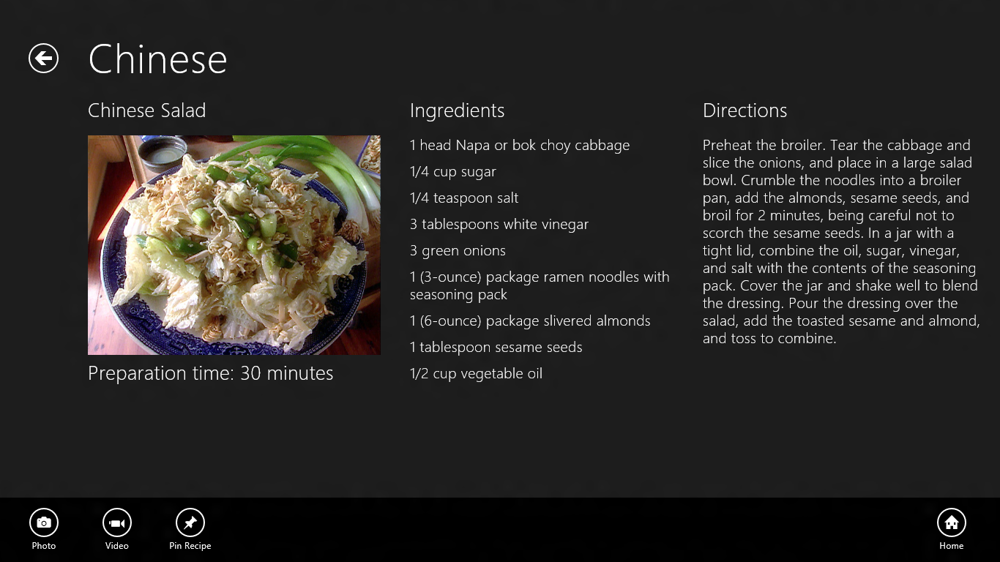 Chinese
Chinese Salad
Preparation time: 30 minutes
Ingredients
1 head Napa or bok choy cabbage
1/4 cup sugar
1/4 teaspoon salt
3 tablespoons white vinegar
3 green onions
1 (3-ounce) package ramen noodles with
seasoning pack
1 (6-ounce) package slivered almonds
1 tablespoon sesame seeds
1/2 cup vegetable oil
Directions
Preheat the broiler. Tear the cabbage and
slice the onions, and place in a large salad
bowl. Crumble the noodles into a broiler
pan, add the almonds, sesame seeds, and
broil for 2 minutes, being careful not to
scorch the sesame seeds. In a jar with a
tight lid, combine the oil, sugar, vinegar,
and salt with the contents of the seasoning
pack. Cover the jar and shake well to blend
the dressing. Pour the dressing over the
salad, add the toasted sesame and almond,
and toss to combine.
Photo
Video
Pin Recipe
Home